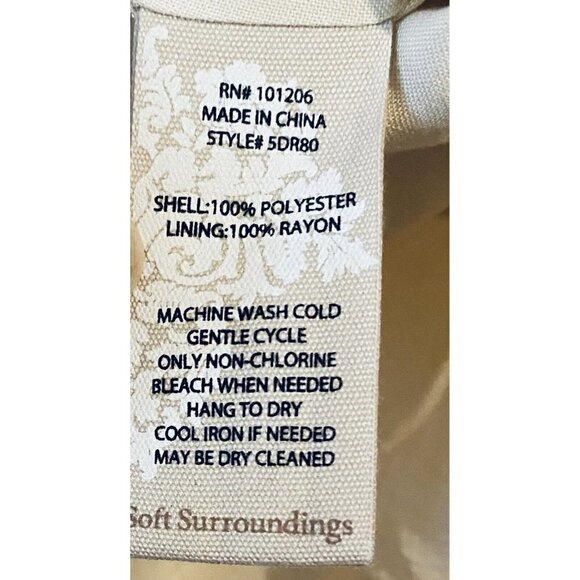 RN# 101206
MADE IN CHINA
STYLE# 5DR80
SHELL:100% POLYESTER
LINING:100% RAYON
MACHINE WASH COLD
GENTLE CYCLE
ONLY NON-CHLORINE
BLEACH WHEN NEEDED
HANG TO DRY
COOL IRON IF NEEDED
MAY BE DRY CLEANED
Soft Surroundings